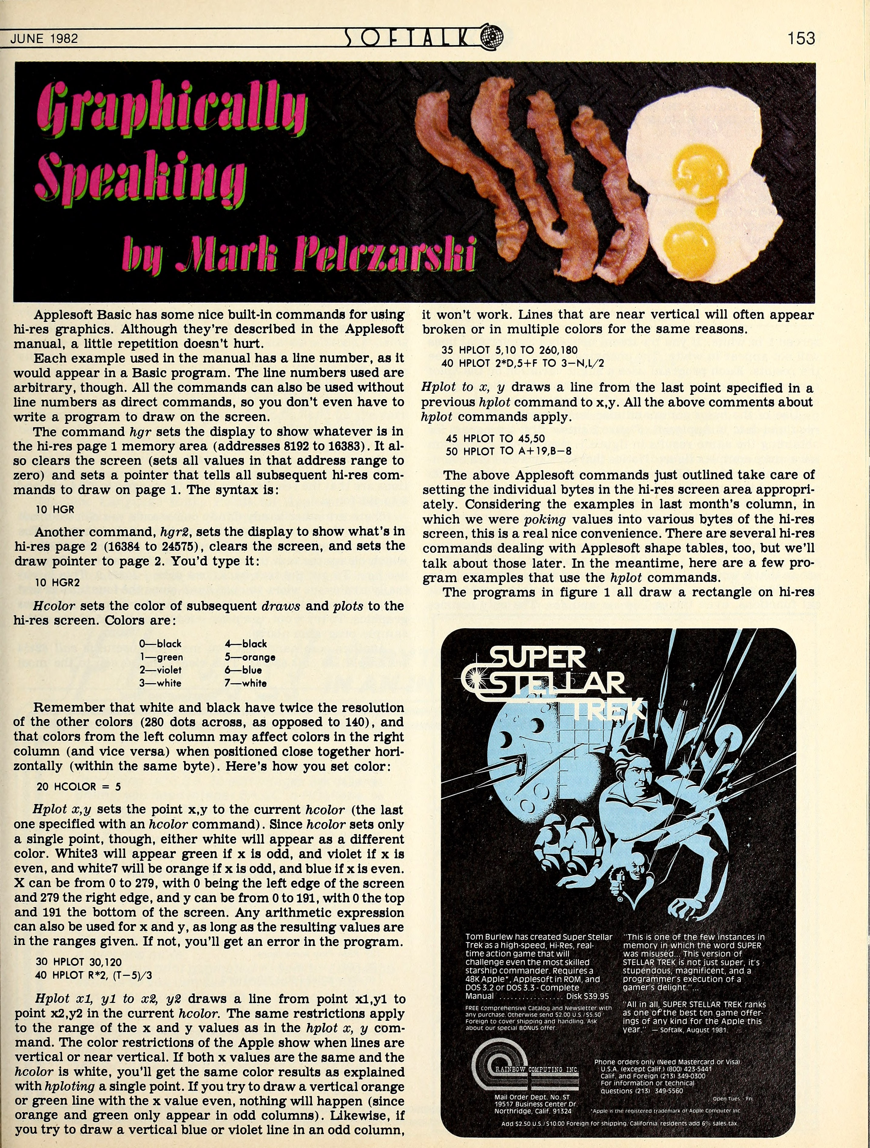 JUNE 1982
SOFTALK
153
Graphically
Speaking
by Mark Pelczarski
Applesoft Basic has some nice built-in commands for using
hi-res graphics. Although they're described in the Applesoft
manual, a little repetition doesn't hurt.
Each example used in the manual has a line number, as it
would appear in a Basic program. The line numbers used are
arbitrary, though. All the commands can also be used without
line numbers as direct commands, so you don't even have to
write a program to draw on the screen.
The command hgr sets the display to show whatever is in
the hi-res page 1 memory area (addresses 8192 to 16383). It al-
so clears the screen (sets all values in that address range to
zero) and sets a pointer that tells all subsequent hi-res com-
mands to draw on page 1. The syntax is:
10 HGR
Another command, hgr2, sets the display to show what's in
hi-res page 2 (16384 to 24575), clears the screen, and sets the
draw pointer to page 2. You'd type it:
10 HGR2
Hcolor sets the color of subsequent draws and plots to the
hi-res screen. Colors are:
0—black 4—black
1—green 5—orange
2—violet 6—blue
3—white 7—white
Remember that white and black have twice the resolution
of the other colors (280 dots across, as opposed to 140), and
that colors from the left column may affect colors in the right
column (and vice versa) when positioned close together hori-
zontally (within the same byte). Here's how you set color:
20 HCOLOR = 5
Hplot x,y sets the point x,y to the current hcolor (the last
one specified with an hcolor command). Since hcolor sets only
a single point, though, either white will appear as a different
color. White3 will appear green if x is odd, and violet if x is
even, and white7 will be orange if x is odd, and blue if x is even.
X can be from 0 to 279, with 0 being the left edge of the screen
and 279 the right edge, and y can be from 0 to 191, with 0 the top
and 191 the bottom of the screen. Any arithmetic expression
can also be used for x and y, as long as the resulting values are
in the ranges given. If not, you'll get an error in the program.
30 HPLOT 30,120
40 HPLOT R*2, (T—5)/3
Hplot x1, y1 to x2, y2 draws a line from point x1,y1 to
point x2,y2 in the current hcolor. The same restrictions apply
to the range of the x and y values as in the hplot x, y com-
mand. The color restrictions of the Apple show when lines are
vertical or near vertical. If both x values are the same and the
hcolor is white, you'll get the same color results as explained
with hploting a single point. If you try to draw a vertical orange
or green line with the x value even, nothing will happen (since
orange and green only appear in odd columns). Likewise, if
you try to draw a vertical blue or violet line in an odd column,
it won't work. Lines that are near vertical will often appear
broken or in multiple colors for the same reasons.
35 HPLOT 5,10 TO 260,180
40 HPLOT 2*D,5+F TO 3—N,L/2
Hplot to x, y draws a line from the last point specified in a
previous hplot command to x,y. All the above comments about
hplot commands apply.
45 HPLOT TO 45,50
50 HPLOT TO A+19,B—8
The above Applesoft commands just outlined take care of
setting the individual bytes in the hi-res screen area appropri-
ately. Considering the examples in last month's column, in
which we were poking values into various bytes of the hi-res
screen, this is a real nice convenience. There are several hi-res
commands dealing with Applesoft shape tables, too, but we'll
talk about those later. In the meantime, here are a few pro-
gram examples that use the hplot commands.
The programs in figure 1 all draw a rectangle on hi-res
SUPER
STELLAR
TREK
Tom Burlew has created Super Stellar
Trek as a high-speed, Hi-Res, real-
time action game that will
challenge even the most skilled
starship commander. Requires a
48K Apple*, Applesoft in ROM, and
DOS 3.2 or DOS 3.3 - Complete
Manual ................ Disk $39.95
FREE comprehensive Catalog and Newsletter with
any purchase. Otherwise send $2.00 U.S./$5.50
Foreign to cover shipping and handling. Ask
about our special BONUS offer.
"This is one of the few instances in
memory in which the word SUPER
was misused... This version of
STELLAR TREK is not just super, it's
stupendous, magnificent, and a
programmer's execution of a
gamer's delight."...
"All in all, SUPER STELLAR TREK ranks
as one of the best ten game offer-
ings of any kind for the Apple this
year." — Softalk, August 1981.
RAINBOW COMPUTING INC.
Mail Order Dept. No. ST
19517 Business Center Dr.
Northridge, Calif. 91324
Phone orders only (Need Mastercard or Visa)
U.S.A. (except Calif.) (800) 423-5441
Calif. and Foreign (213) 349-0300
For information or technical
questions (213) 349-5560
Open Tues. - Fri.
*Apple is the registered trademark of Apple Computer Inc.
Add $2.50 U.S./$10.00 Foreign for shipping. California residents add 6% sales tax.